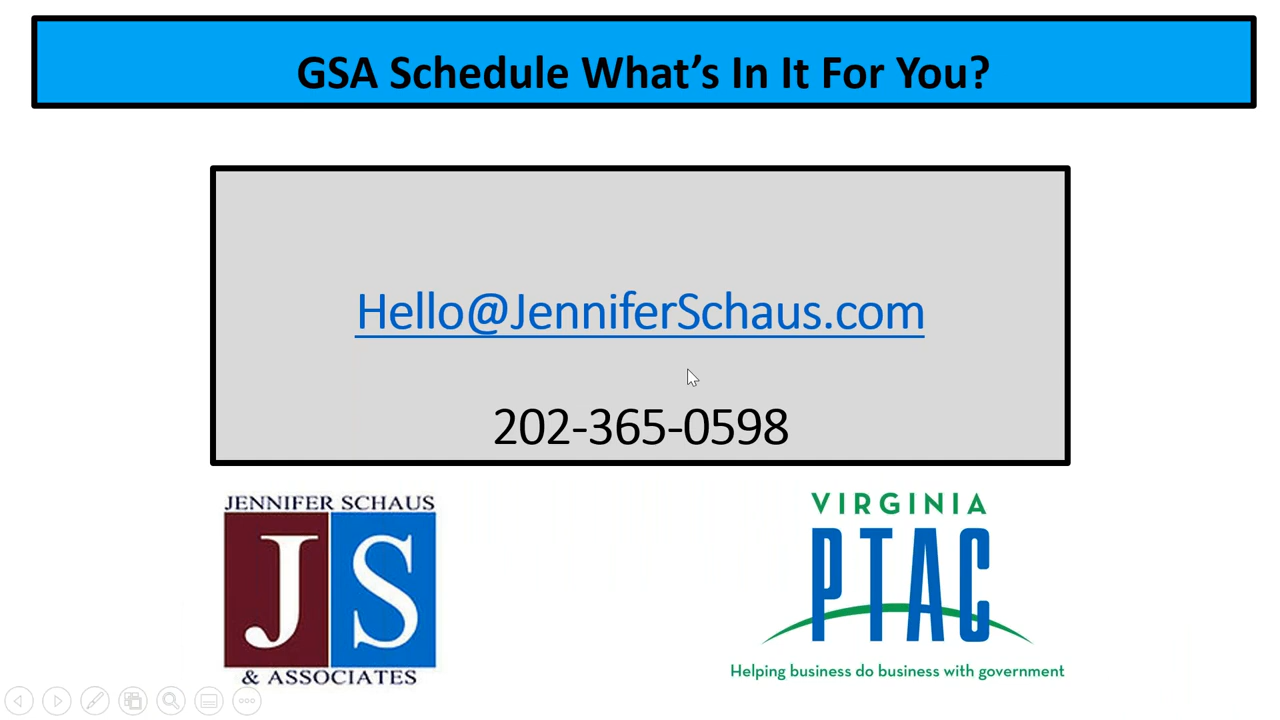 GSA Schedule What's In It For You?
Hello@JenniferSchaus.com
202-365-0598
JENNIFER SCHAUS
JS
& ASSOCIATES
VIRGINIA
PTAC
Helping business do business with government